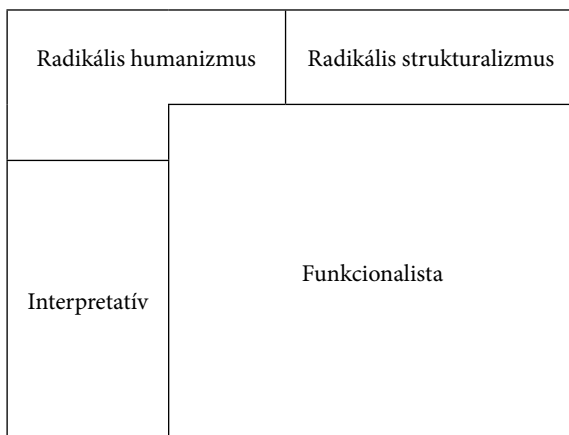 Radikális humanizmus
Radikális strukturalizmus
Funkcionalista
Interpretatív